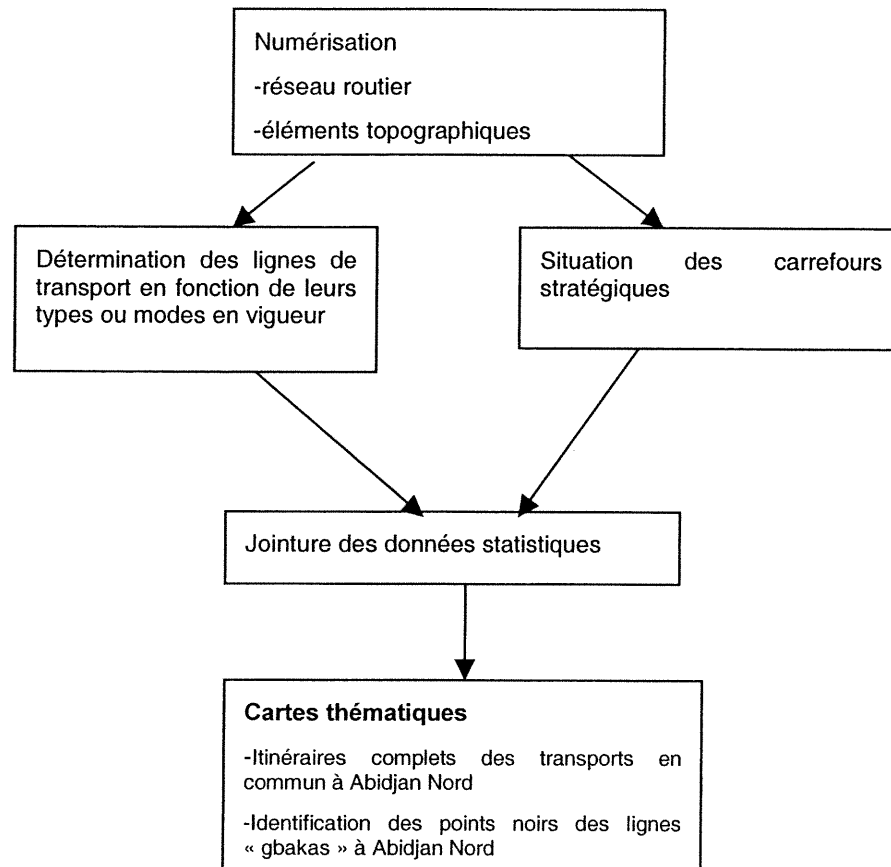 Numérisation
-réseau routier
-éléments topographiques
Détermination des lignes de
transport en fonction de leurs
types ou modes en vigueur
Situation des carrefours
stratégiques
Jointure des données statistiques
Cartes thématiques
-Itinéraires complets des transports en
commun à Abidjan Nord
-Identification des points noirs des lignes
« gbakas » à Abidjan Nord